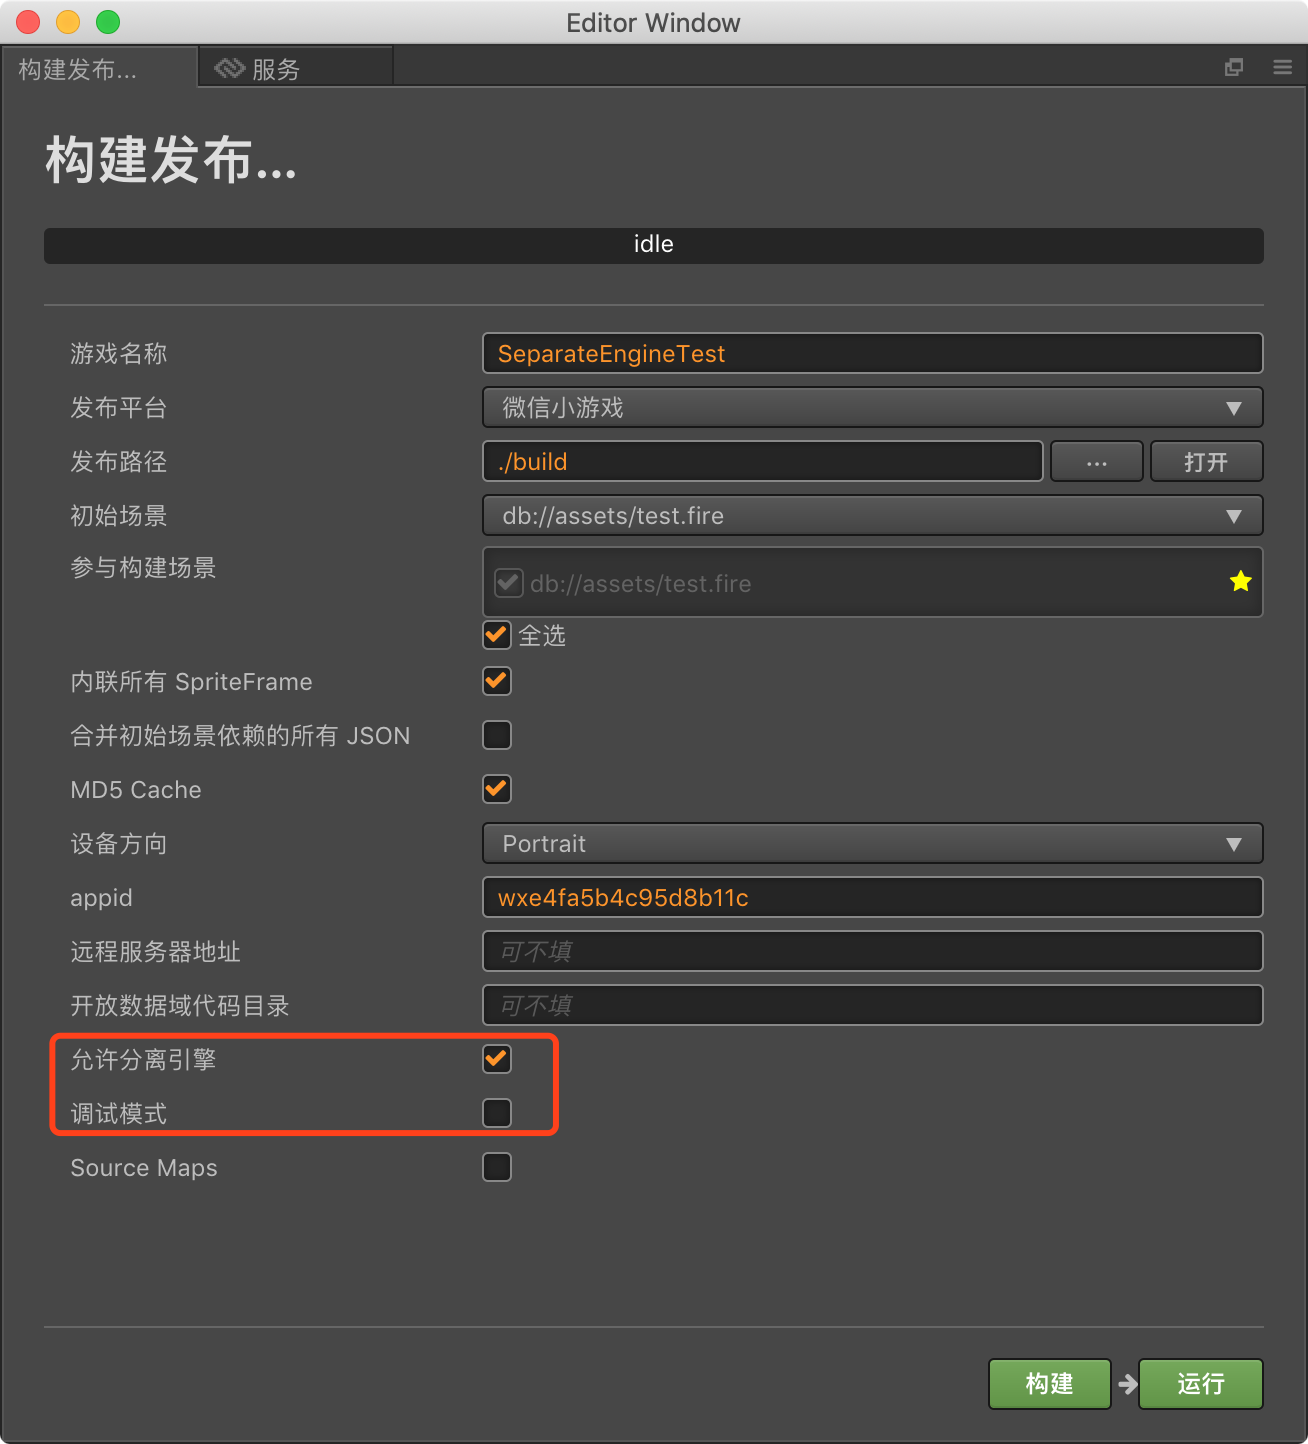 Editor Window
构建发布...
服务
构建发布...
idle
游戏名称
SeparateEngineTest
发布平台
微信小游戏
发布路径
./build
...
打开
初始场景
db://assets/test.fire
参与构建场景
db://assets/test.fire
全选
内联所有 SpriteFrame
合并初始场景依赖的所有 JSON
MD5 Cache
设备方向
Portrait
appid
wxe4fa5b4c95d8b11c
远程服务器地址
可不填
开放数据域代码目录
可不填
允许分离引擎
调试模式
Source Maps
构建
运行